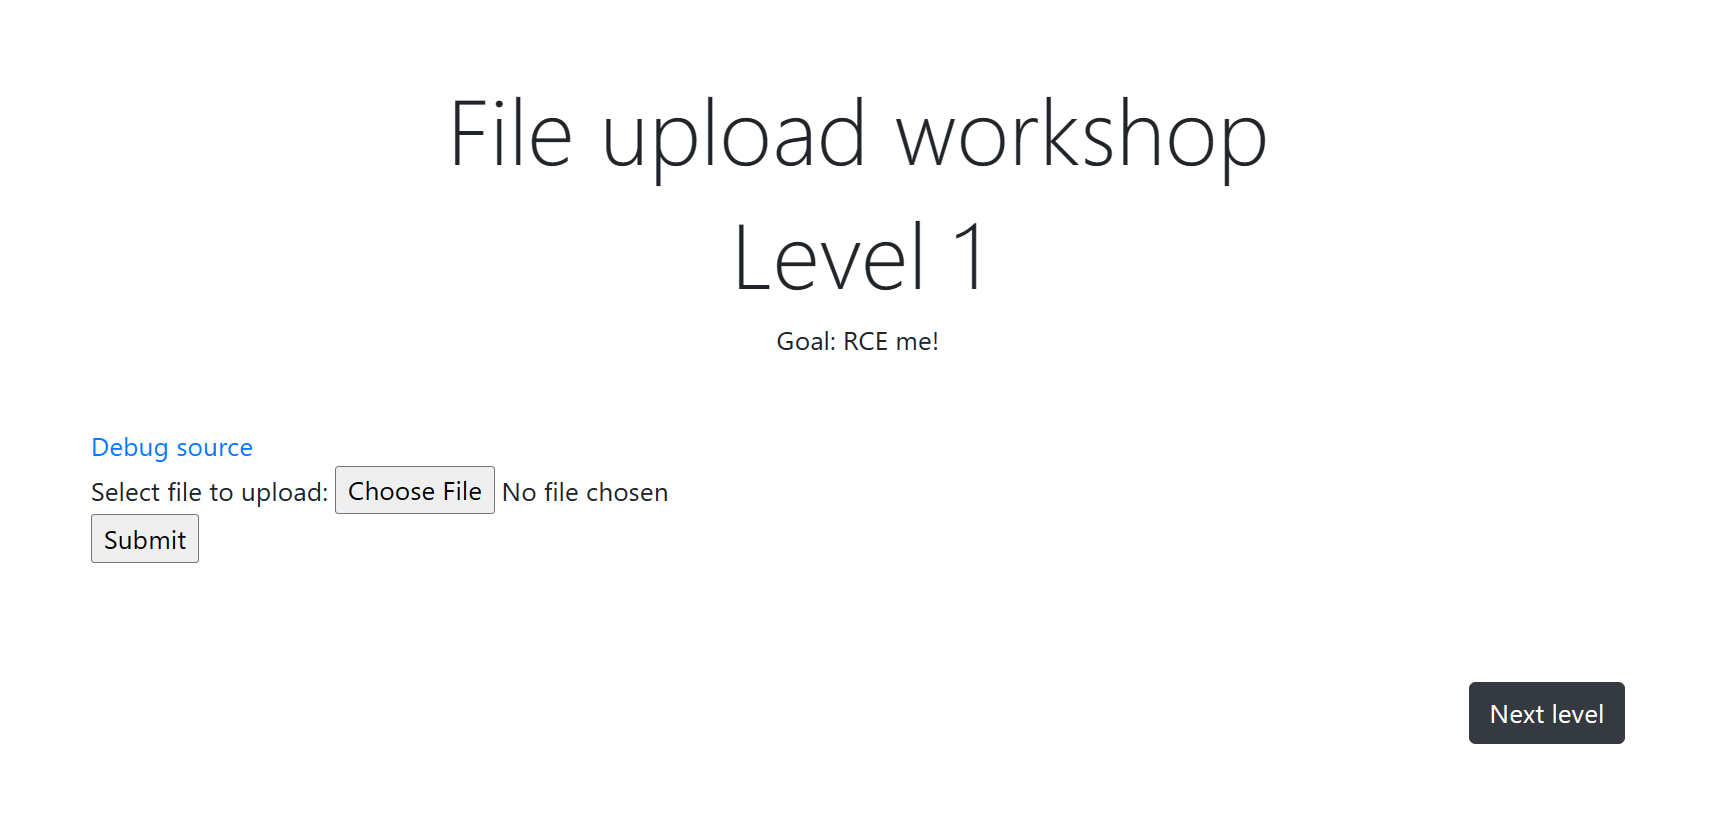 File upload workshop
Level 1
Goal: RCE me!
Debug source
Select file to upload: Choose File No file chosen
Submit
Next level